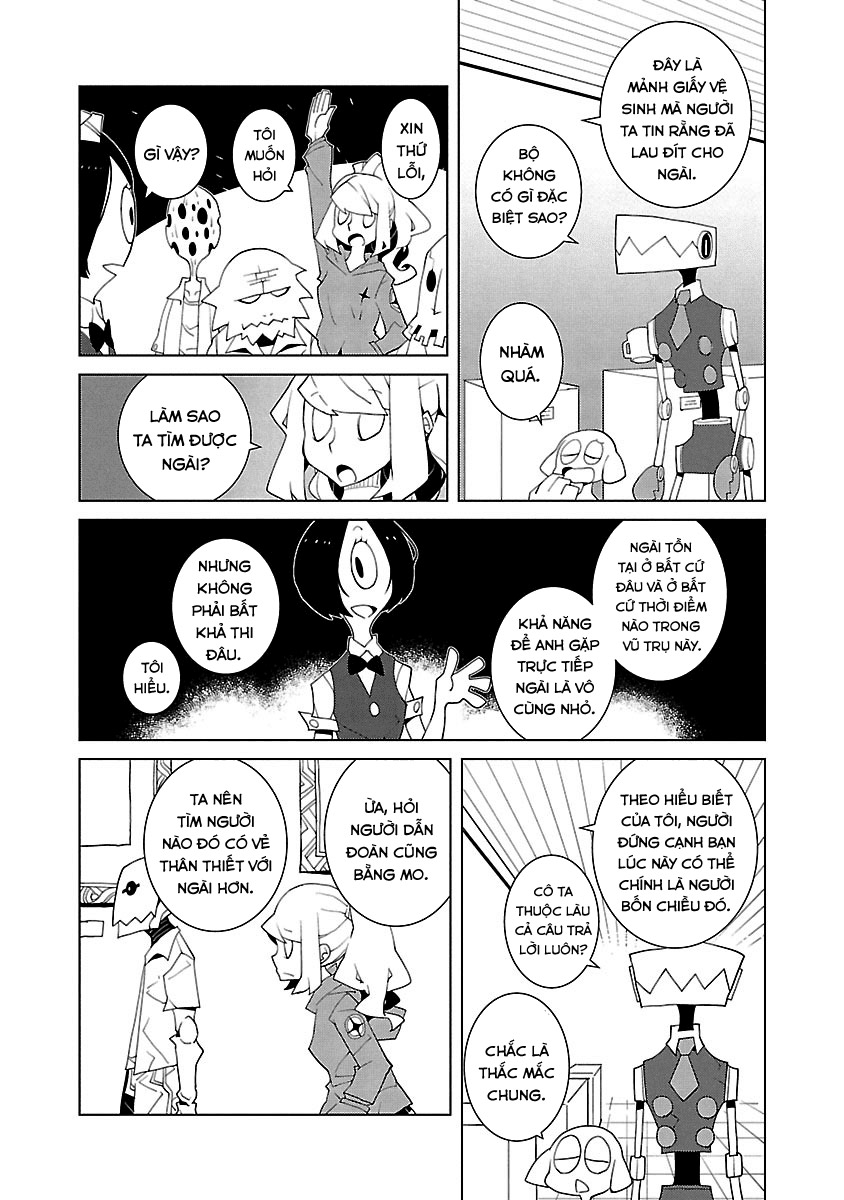 ĐÂY LÀ
MẢNH GIẤY VỆ
SINH MÀ NGƯỜI
TA TIN RẰNG ĐÃ
LAU ĐÍT CHO
NGÀI.
BỘ
KHÔNG
CÓ GÌ ĐẶC
BIỆT SAO?
NHÀM
QUÁ.
XIN
THỨ
LỖI,
TÔI
MUỐN
HỎI
GÌ VẬY?
LÀM SAO
TA TÌM ĐƯỢC
NGÀI?
NGÀI TỒN
TẠI Ở BẤT CỨ
ĐÂU VÀ Ở BẤT
CỨ THỜI ĐIỂM
NÀO TRONG
VŨ TRỤ NÀY.
KHẢ NĂNG
ĐỂ ANH GẶP
TRỰC TIẾP
NGÀI LÀ VÔ
CÙNG NHỎ.
NHƯNG
KHÔNG
PHẢI BẤT
KHẢ THI
ĐÂU.
TÔI
HIỂU.
THEO HIỂU BIẾT
CỦA TÔI, NGƯỜI
ĐỨNG CẠNH BẠN
LÚC NÀY CÓ THỂ
CHÍNH LÀ NGƯỜI
BỐN CHIỀU ĐÓ.
CÔ TA
THUỘC LÀU
CẢ CÂU TRẢ
LỜI LUÔN?
CHẮC LÀ
THẮC MẮC
CHUNG.
ỪA, HỎI
NGƯỜI DẪN
ĐOÀN CŨNG
BẰNG MO.
TA NÊN
TÌM NGƯỜI
NÀO ĐÓ CÓ VẺ
THÂN THIẾT VỚI
NGÀI HƠN.